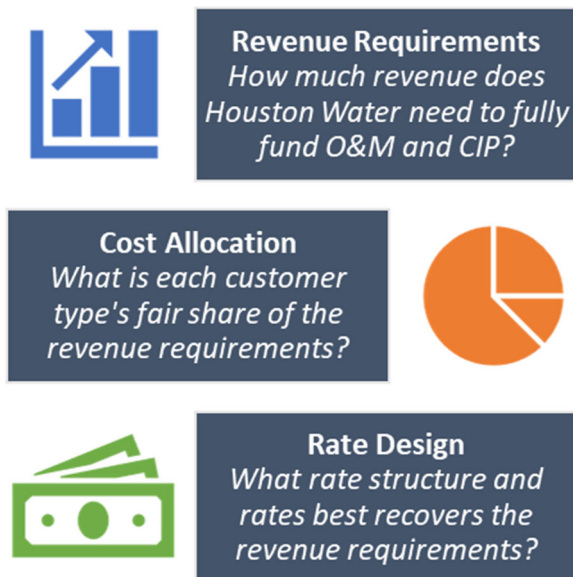 Revenue Requirements
How much revenue does
Houston Water need to fully
fund O&M and CIP?
Cost Allocation
What is each customer
type's fair share of the
revenue requirements?
Rate Design
What rate structure and
rates best recovers the
revenue requirements?